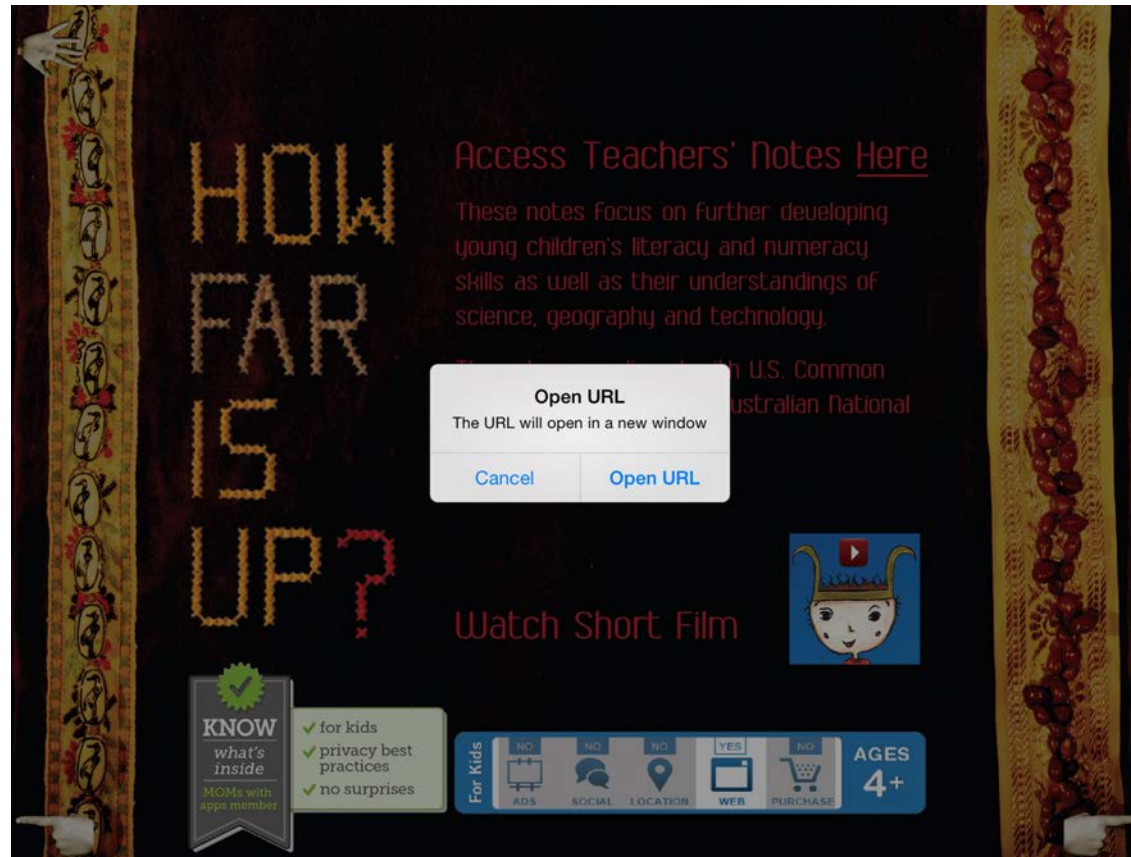 HOW
FAR
IS
UP?
Access Teachers' Notes Here
These notes focus on further developing
young children's literacy and numeracy
skills as well as their understandings of
science, geography and technology.
U.S. Common
Australian National
Open URL
The URL will open in a new window
Cancel
Open URL
Watch Short Film
KNOW
what's
inside
MOMs with
apps member
for kids
privacy best
practices
no surprises
For Kids
NO
ADS
NO
SOCIAL
NO
LOCATION
YES
WEB
NO
PURCHASE
AGES
4+